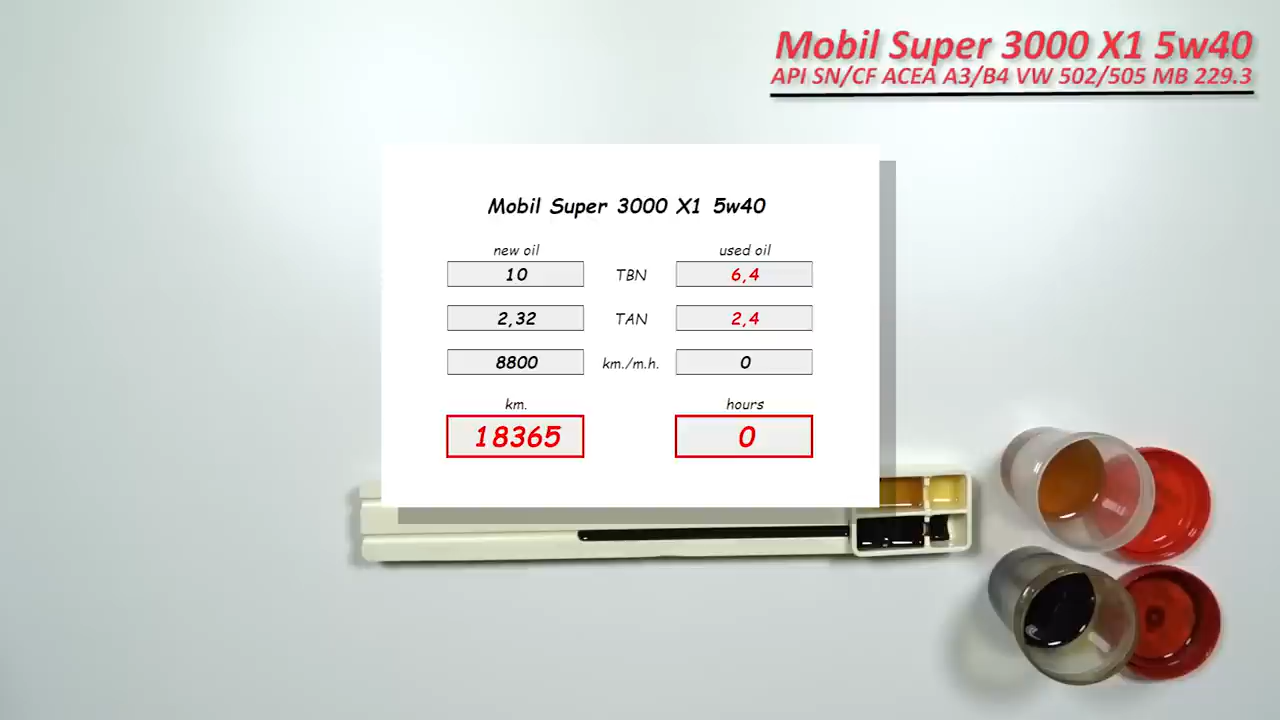 Mobil Super 3000 X1 5w40
API SN/CF ACEA A3/B4 VW 502/505 MB 229.3
Mobil Super 3000 X1 5w40
new oil used oil
10 TBN 6,4
2,32 TAN 2,4
8800 km./m.h. 0
km. hours
18365 0